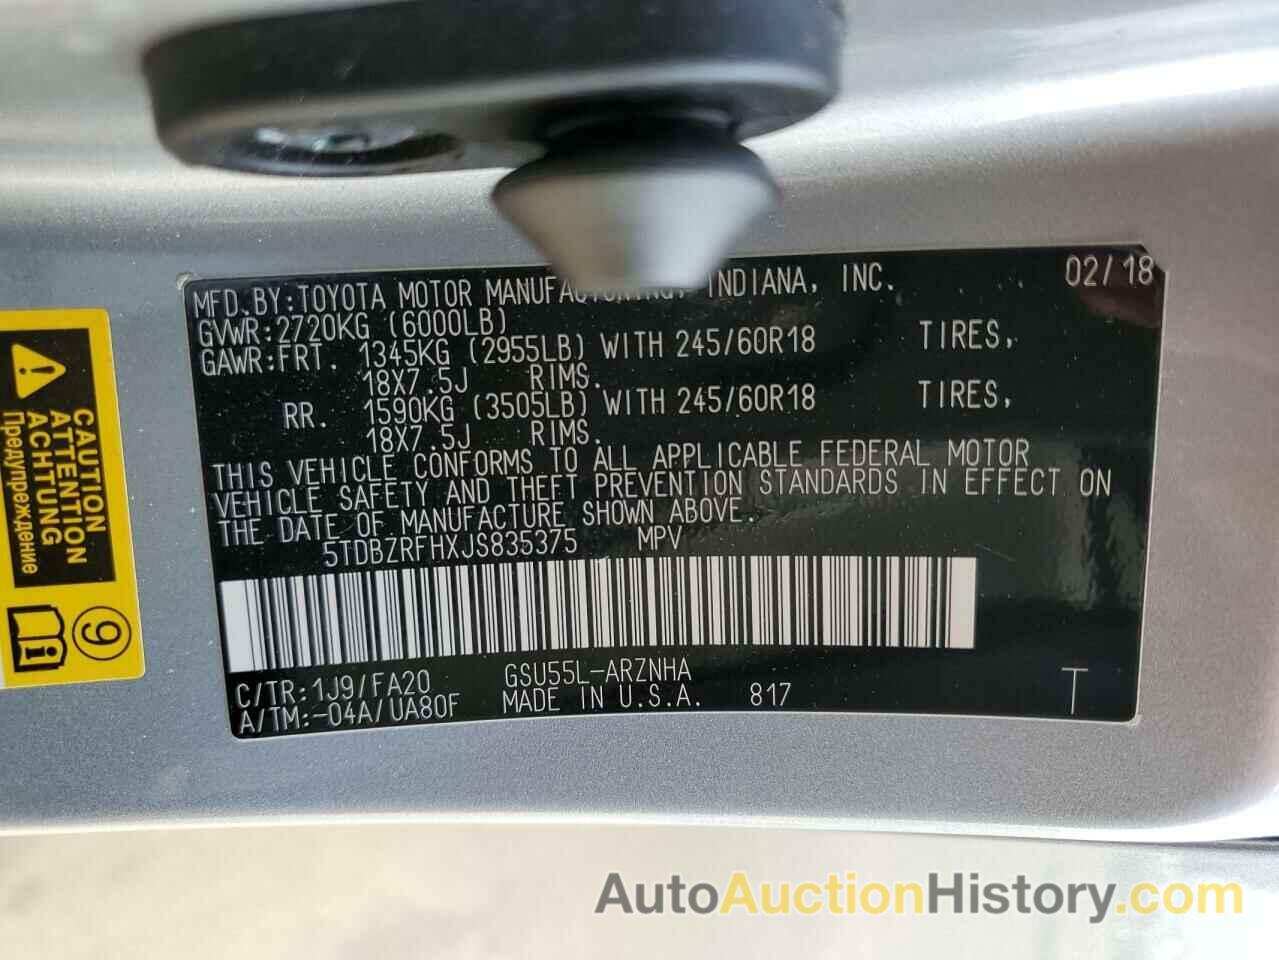 MFD.BY:TOYOTA MOTOR MANUFACTURING, INDIANA, INC. 02/18
GVWR:2720KG (6000LB)
GAWR:FRT. 1345KG (2955LB) WITH 245/60R18 TIRES,
18X7.5J RIMS.
RR. 1590KG (3505LB) WITH 245/60R18 TIRES,
18X7.5J RIMS.
THIS VEHICLE CONFORMS TO ALL APPLICABLE FEDERAL MOTOR
VEHICLE SAFETY AND THEFT PREVENTION STANDARDS IN EFFECT ON
THE DATE OF MANUFACTURE SHOWN ABOVE.
5TDBZRFHXJS835375 MPV
C/TR:1J9/FA20 GSU55L-ARZNHA
A/TM:-04A/UA80F MADE IN U.S.A. 817 T
CAUTION
ATTENTION
ACHTUNG
Предупреждение
9
i
AutoAuctionHistory.com